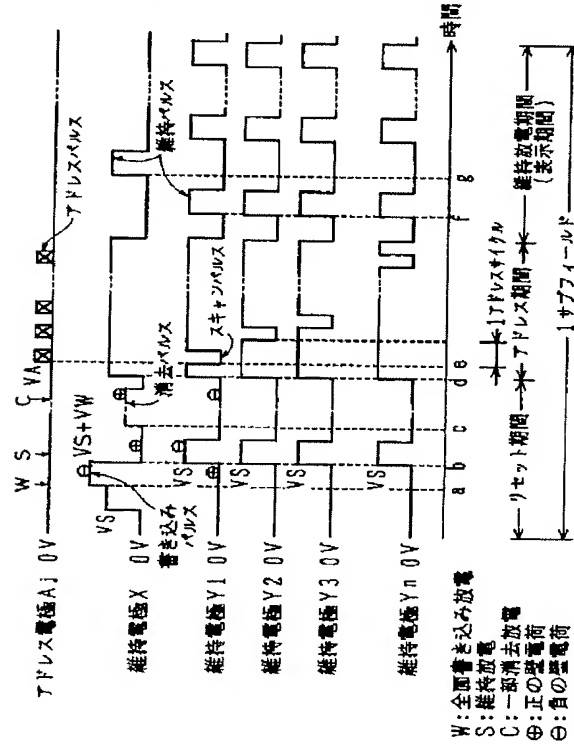 W S C VA
アドレス電極Aj 0V
アドレスパルス
VS
VS+VW
維持電極X 0V
書き込みパルス
消去パルス
維持パルス
VS
維持電極Y1 0V
スキャンパルス
VS
維持電極Y2 0V
VS
維持電極Y3 0V
VS
維持電極Yn 0V
a b c d e f g
時間
1アドレスサイクル
リセット期間
アドレス期間
維持放電期間
(表示期間)
1サブフィールド
W:全面書き込み放電
S:維持放電
C:一部消去放電
⊕:正の壁電荷
⊖:負の壁電荷